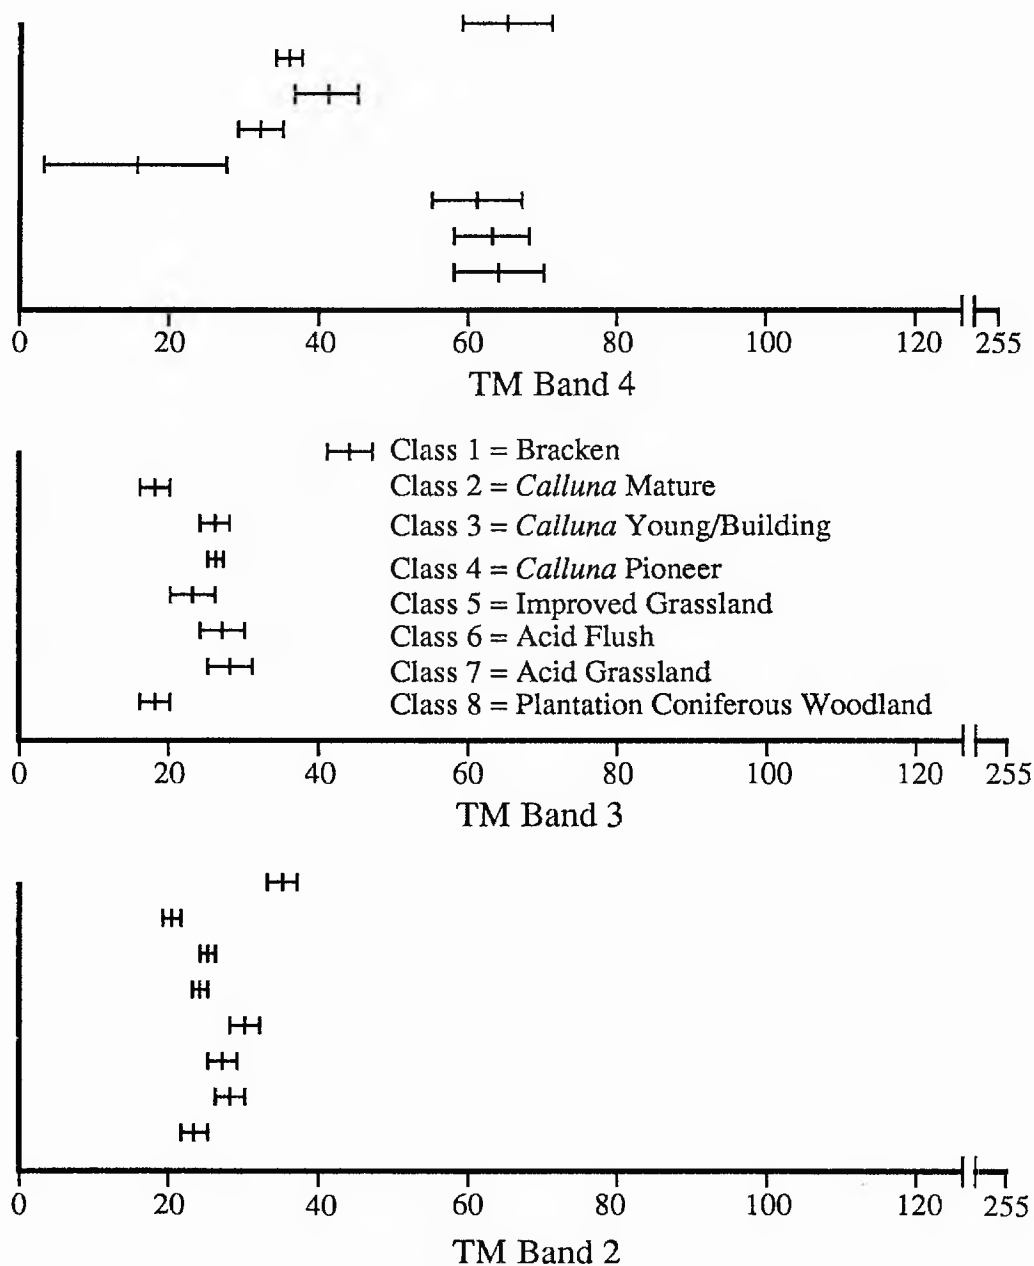 0 20 40 60 80 100 120 255
TM Band 4
Class 1 = Bracken
Class 2 = Calluna Mature
Class 3 = Calluna Young/Building
Class 4 = Calluna Pioneer
Class 5 = Improved Grassland
Class 6 = Acid Flush
Class 7 = Acid Grassland
Class 8 = Plantation Coniferous Woodland
0 20 40 60 80 100 120 255
TM Band 3
0 20 40 60 80 100 120 255
TM Band 2